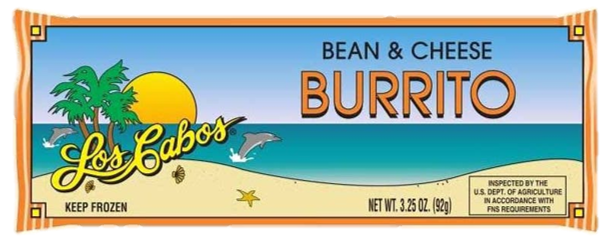 BEAN & CHEESE
BURRITO
Los Cabos
KEEP FROZEN
NET WT. 3.25 OZ. (92g)
INSPECTED BY THE
U.S. DEPT. OF AGRICULTURE
IN ACCORDANCE WITH
FNS REQUIREMENTS